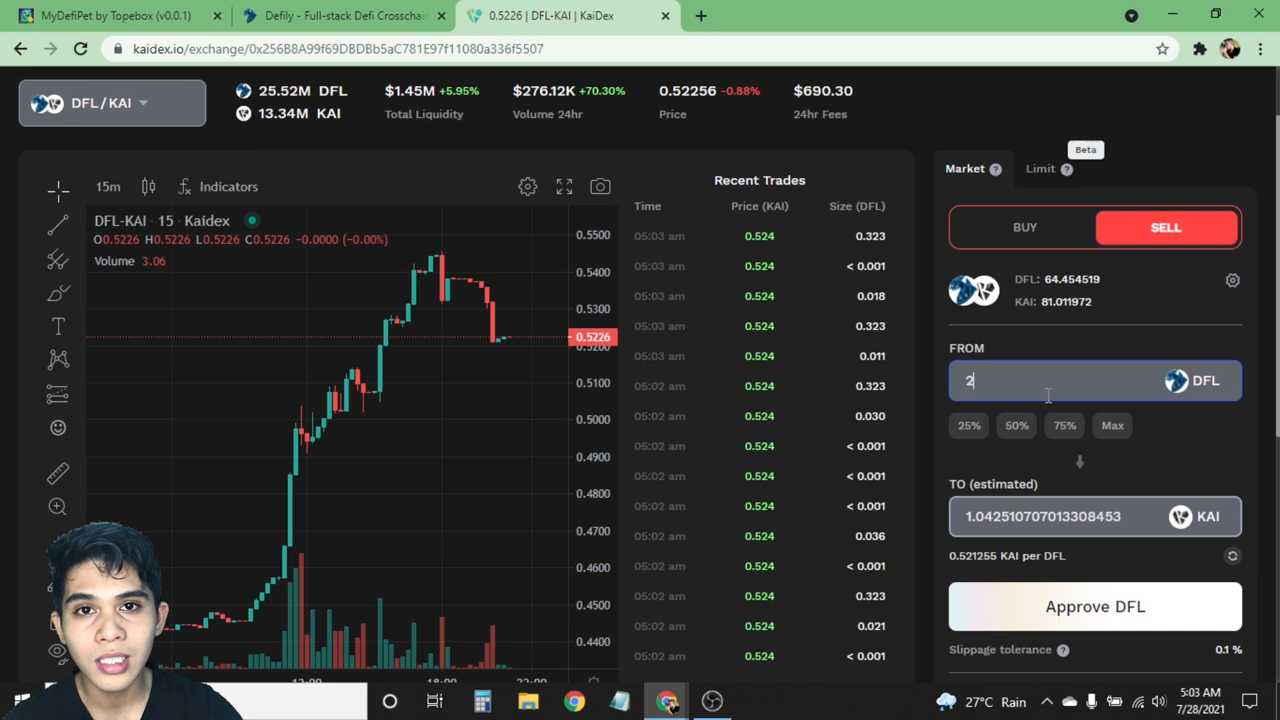 MyDefiPet by Topebox (v0.0.1)
Defily - Full-stack Defi Crosschain
0.5226 | DFL-KAI | KaiDex
kaidex.io/exchange/0x256B8A99f69DBDBb5aC781E97f11080a336f5507
DFL / KAI
25.52M DFL
13.34M KAI
$1.45M +5.95%
Total Liquidity
$276.12K +70.30%
Volume 24hr
0.52256 -0.88%
Price
$690.30
24hr Fees
15m
Indicators
DFL-KAI · 15 · Kaidex
O0.5226 H0.5226 L0.5226 C0.5226 -0.0000 (-0.00%)
Volume 3.06
0.5500
0.5400
0.5300
0.5226
0.5200
0.5100
0.5000
0.4900
0.4800
0.4700
0.4600
0.4500
0.4400
12:00
18:00
22:00
Recent Trades
Time Price (KAI) Size (DFL)
05:03 am 0.524 0.323
05:03 am 0.524 < 0.001
05:03 am 0.524 0.018
05:03 am 0.524 0.323
05:03 am 0.524 0.011
05:02 am 0.524 0.323
05:02 am 0.524 0.030
05:02 am 0.524 < 0.001
05:02 am 0.524 < 0.001
05:02 am 0.524 < 0.001
05:02 am 0.524 0.036
05:02 am 0.524 < 0.001
05:02 am 0.524 0.323
05:02 am 0.524 0.021
05:02 am 0.524 < 0.001
Beta
Market
Limit
BUY
SELL
DFL: 64.454519
KAI: 81.011972
FROM
2
DFL
25%
50%
75%
Max
TO (estimated)
1.042510707013308453
KAI
0.521255 KAI per DFL
Approve DFL
Slippage tolerance
0.1 %
27°C Rain
5:03 AM
7/28/2021